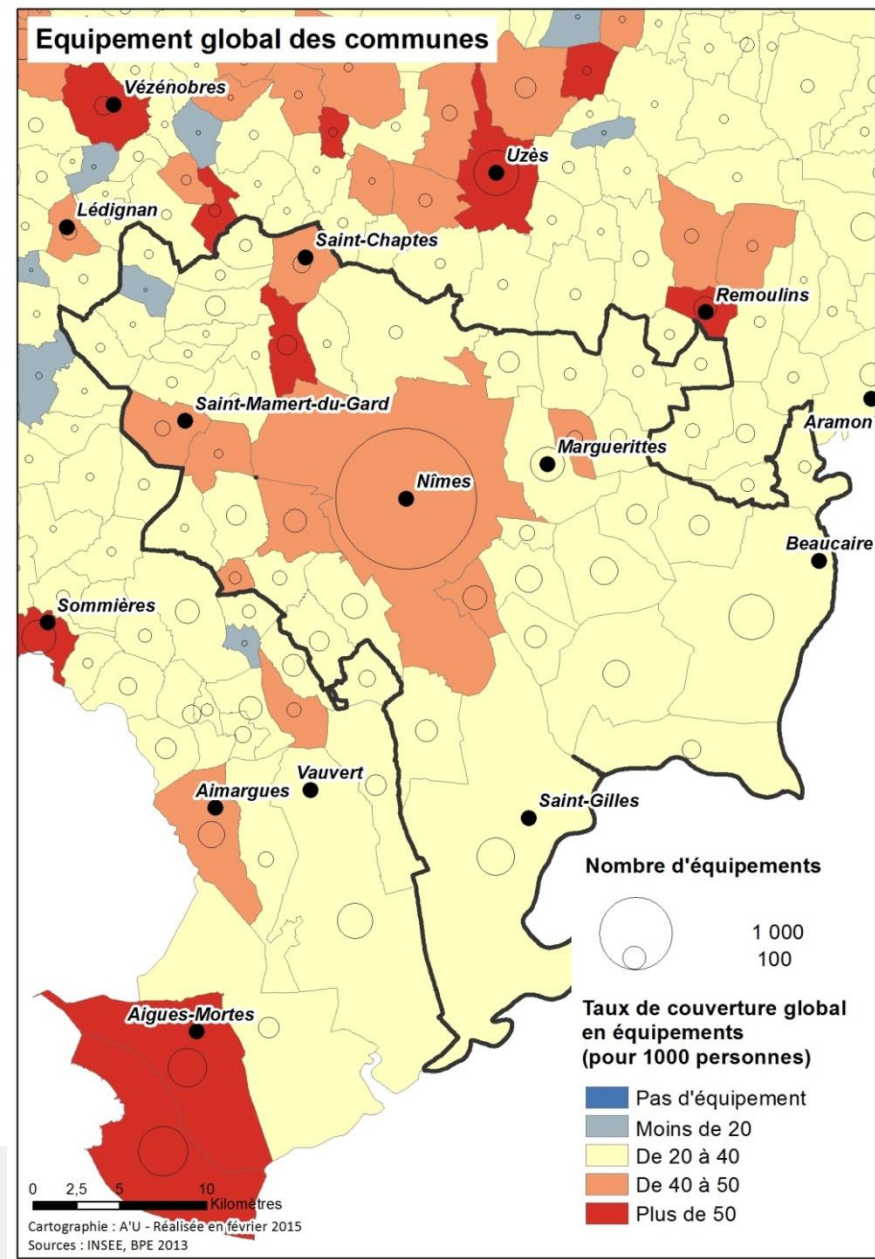 Equipement global des communes
Vézénobres
Uzès
Lédignan
Saint-Chaptes
Remoulins
Saint-Mamert-du-Gard
Aramon
Marguerittes
Nîmes
Beaucaire
Sommières
Vauvert
Aimargues
Saint-Gilles
Nombre d'équipements
1 000
100
Taux de couverture global
en équipements
(pour 1000 personnes)
Aigues-Mortes
Pas d'équipement
Moins de 20
De 20 à 40
De 40 à 50
Plus de 50
0 2,5 5 10
Kilomètres
Cartographie : A'U - Réalisée en février 2015
Sources : INSEE, BPE 2013